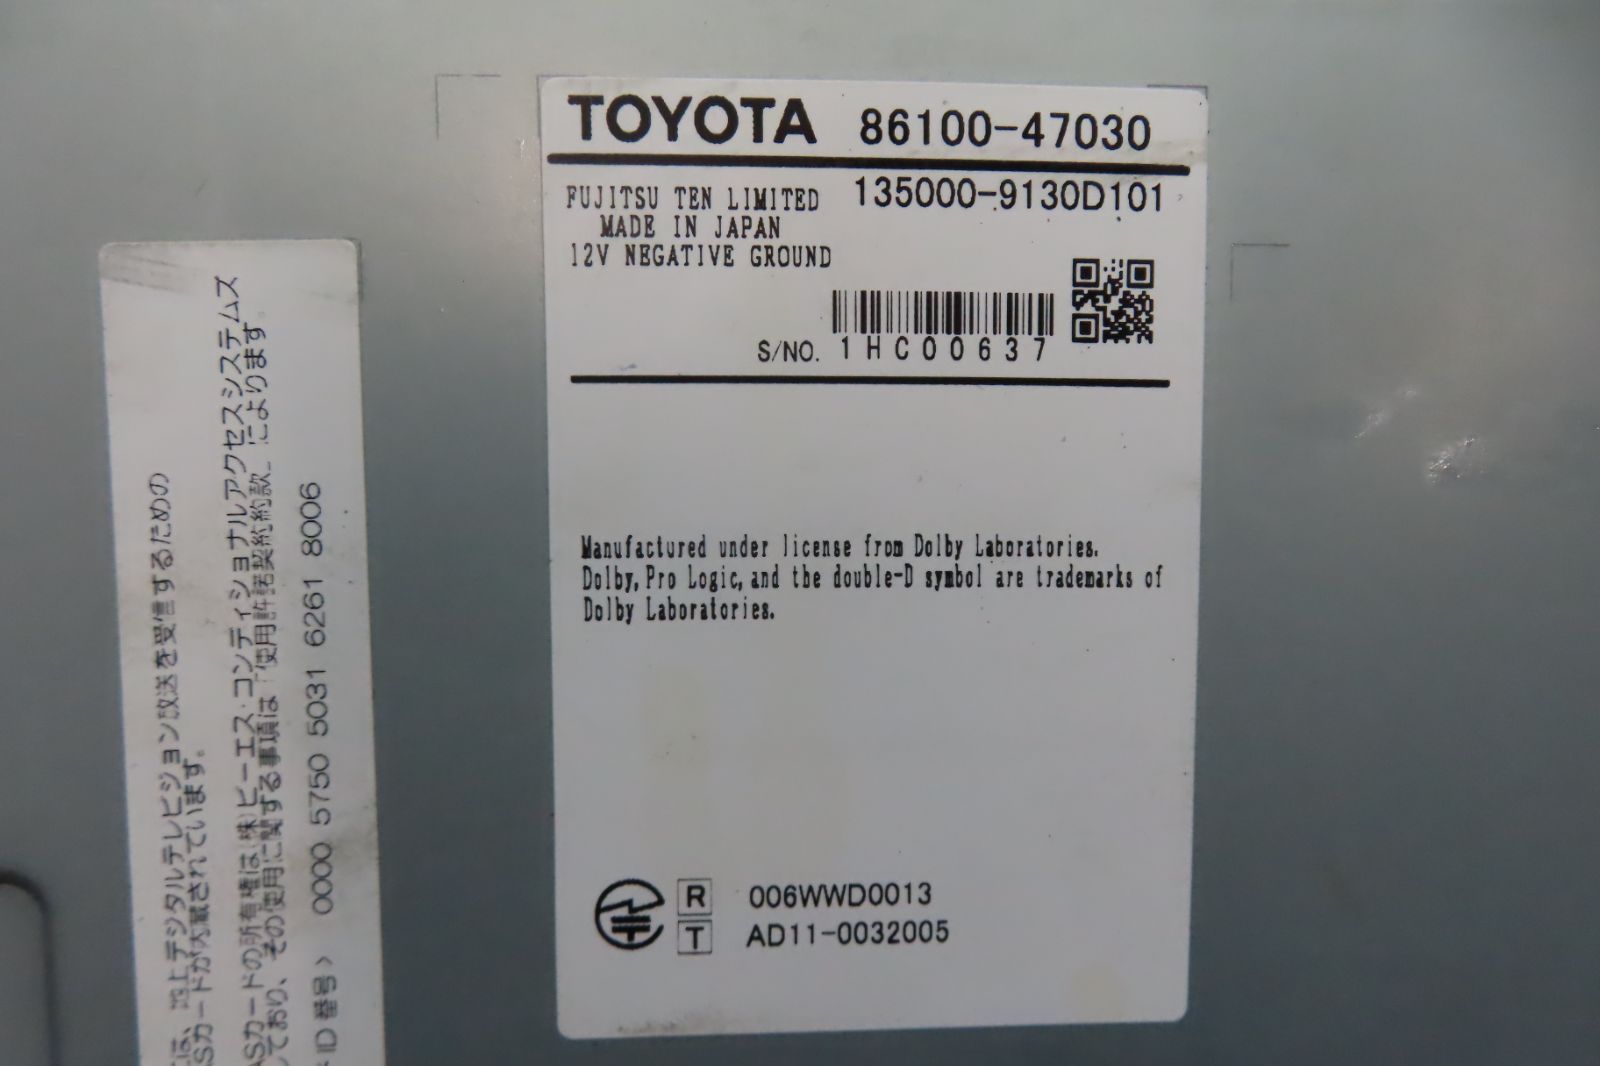 TOYOTA 86100-47030
FUJITSU TEN LIMITED 135000-9130D101
MADE IN JAPAN
12V NEGATIVE GROUND
S/NO. 1HC00637
Manufactured under license from Dolby Laboratories.
Dolby, Pro Logic, and the double-D symbol are trademarks of
Dolby Laboratories.
R 006WWD0013
T AD11-0032005
は、地上デジタルテレビジョン放送を受信するための
ASカードが内蔵されています。
ASカードの所有権は(株)ビーエス・コンディショナルアクセスシステムズ
しており、その使用に関する事項は「使用許諾契約約款」によります。
ID番号> 0000 5750 5031 6261 8006